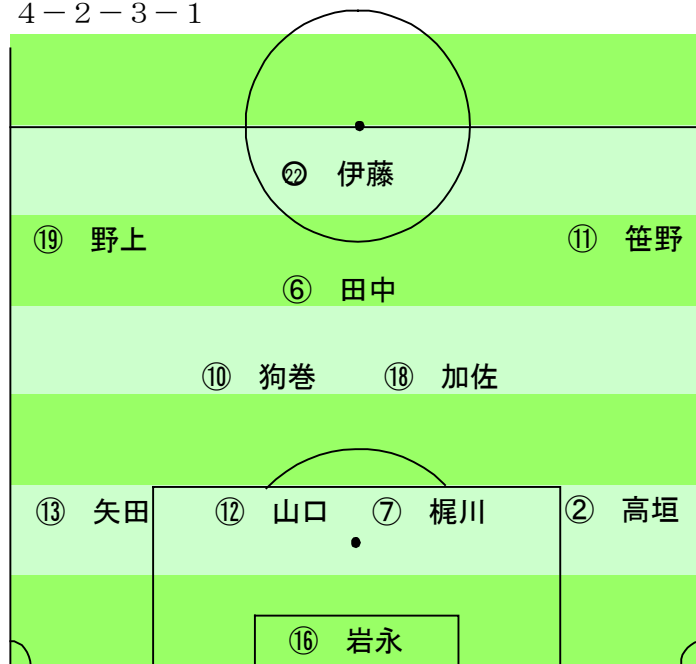 ４－２－３－１
㉒　伊藤
⑲　野上　⑪　笹野
⑥　田中
⑩　狗巻　⑱　加佐
⑬　矢田　⑫　山口　⑦　梶川　②　高垣
⑯　岩永